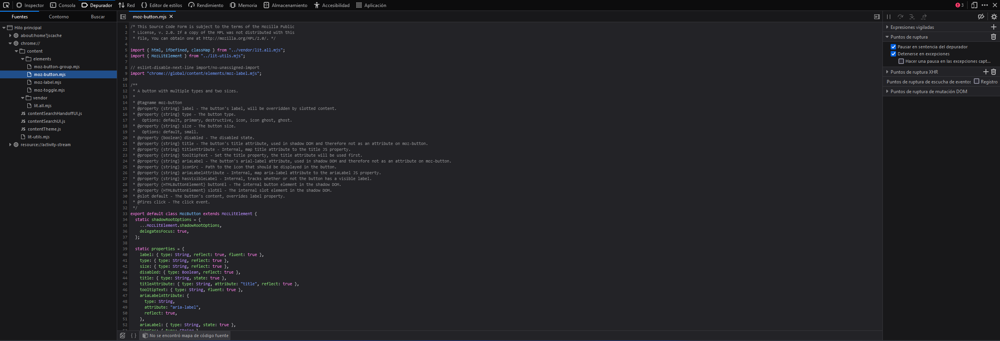 Inspector Consola Depurador Red Editor de estilos Rendimiento Memoria Almacenamiento Accesibilidad Aplicación 3
Fuentes Contorno Buscar
Hilo principal
about:home?jscache
chrome://
content
elements
moz-button-group.mjs
moz-button.mjs
moz-label.mjs
moz-toggle.mjs
vendor
lit.all.mjs
JS contentSearchHandoffUI.js
JS contentSearchUI.js
JS contentTheme.js
lit-utils.mjs
resource://activity-stream
moz-button.mjs
1 /* This Source Code Form is subject to the terms of the Mozilla Public
2 * License, v. 2.0. If a copy of the MPL was not distributed with this
3 * file, You can obtain one at http://mozilla.org/MPL/2.0/. */
4
5 import { html, ifDefined, classMap } from "../vendor/lit.all.mjs";
6 import { MozLitElement } from "../lit-utils.mjs";
7
8 // eslint-disable-next-line import/no-unassigned-import
9 import "chrome://global/content/elements/moz-label.mjs";
10
11 /**
12 * A button with multiple types and two sizes.
13 *
14 * @tagname moz-button
15 * @property {string} label - The button's label, will be overridden by slotted content.
16 * @property {string} type - The button type.
17 *   Options: default, primary, destructive, icon, icon ghost, ghost.
18 * @property {string} size - The button size.
19 *   Options: default, small.
20 * @property {boolean} disabled - The disabled state.
21 * @property {string} title - The button's title attribute, used in shadow DOM and therefore not as an attribute on moz-button.
22 * @property {string} titleAttribute - Internal, map title attribute to the title JS property.
23 * @property {string} tooltipText - Set the title property, the title attribute will be used first.
24 * @property {string} ariaLabel - The button's arial-label attribute, used in shadow DOM and therefore not as an attribute on moz-button.
25 * @property {string} iconSrc - Path to the icon that should be displayed in the button.
26 * @property {string} ariaLabelAttribute - Internal, map aria-label attribute to the ariaLabel JS property.
27 * @property {string} hasVisibleLabel - Internal, tracks whether or not the button has a visible label.
28 * @property {HTMLButtonElement} buttonEl - The internal button element in the shadow DOM.
29 * @property {HTMLButtonElement} slotEl - The internal slot element in the shadow DOM.
30 * @slot default - The button's content, overrides label property.
31 * @fires click - The click event.
32 */
33 export default class MozButton extends MozLitElement {
34   static shadowRootOptions = {
35     ...MozLitElement.shadowRootOptions,
36     delegatesFocus: true,
37   };
38
39   static properties = {
40     label: { type: String, reflect: true, fluent: true },
41     type: { type: String, reflect: true },
42     size: { type: String, reflect: true },
43     disabled: { type: Boolean, reflect: true },
44     title: { type: String, state: true },
45     titleAttribute: { type: String, attribute: "title", reflect: true },
46     tooltipText: { type: String, fluent: true },
47     ariaLabelAttribute: {
48       type: String,
49       attribute: "aria-label",
50       reflect: true,
51     },
52     ariaLabel: { type: String, state: true },
{ } No se encontró mapa de código fuente
Expresiones vigiladas
Puntos de ruptura
Pausar en sentencia del depurador
Detenerse en excepciones
Hacer una pausa en las excepciones capt...
Puntos de ruptura XHR
Puntos de ruptura de escucha de eventos Registro
Puntos de ruptura de mutación DOM